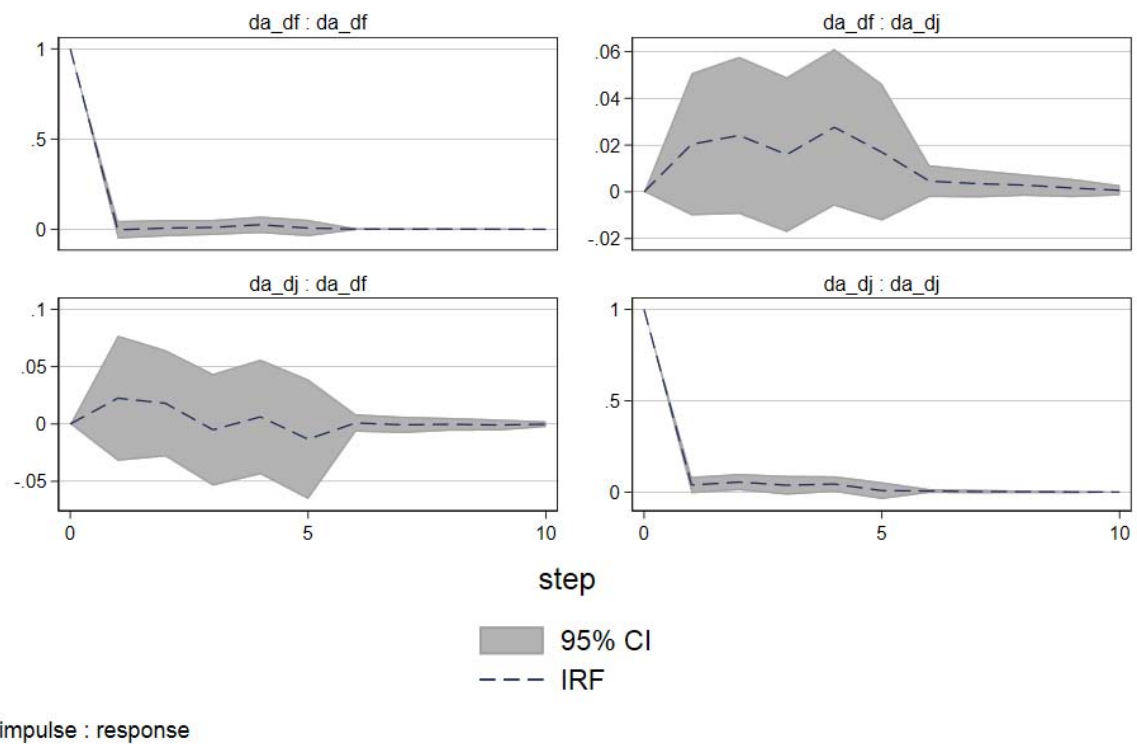 da_df : da_df
1
.5
0
da_df : da_dj
.06
.04
.02
0
-.02
da_dj : da_df
.1
.05
0
-.05
0 5 10
da_dj : da_dj
1
.5
0
0 5 10
step
95% CI
IRF
impulse : response